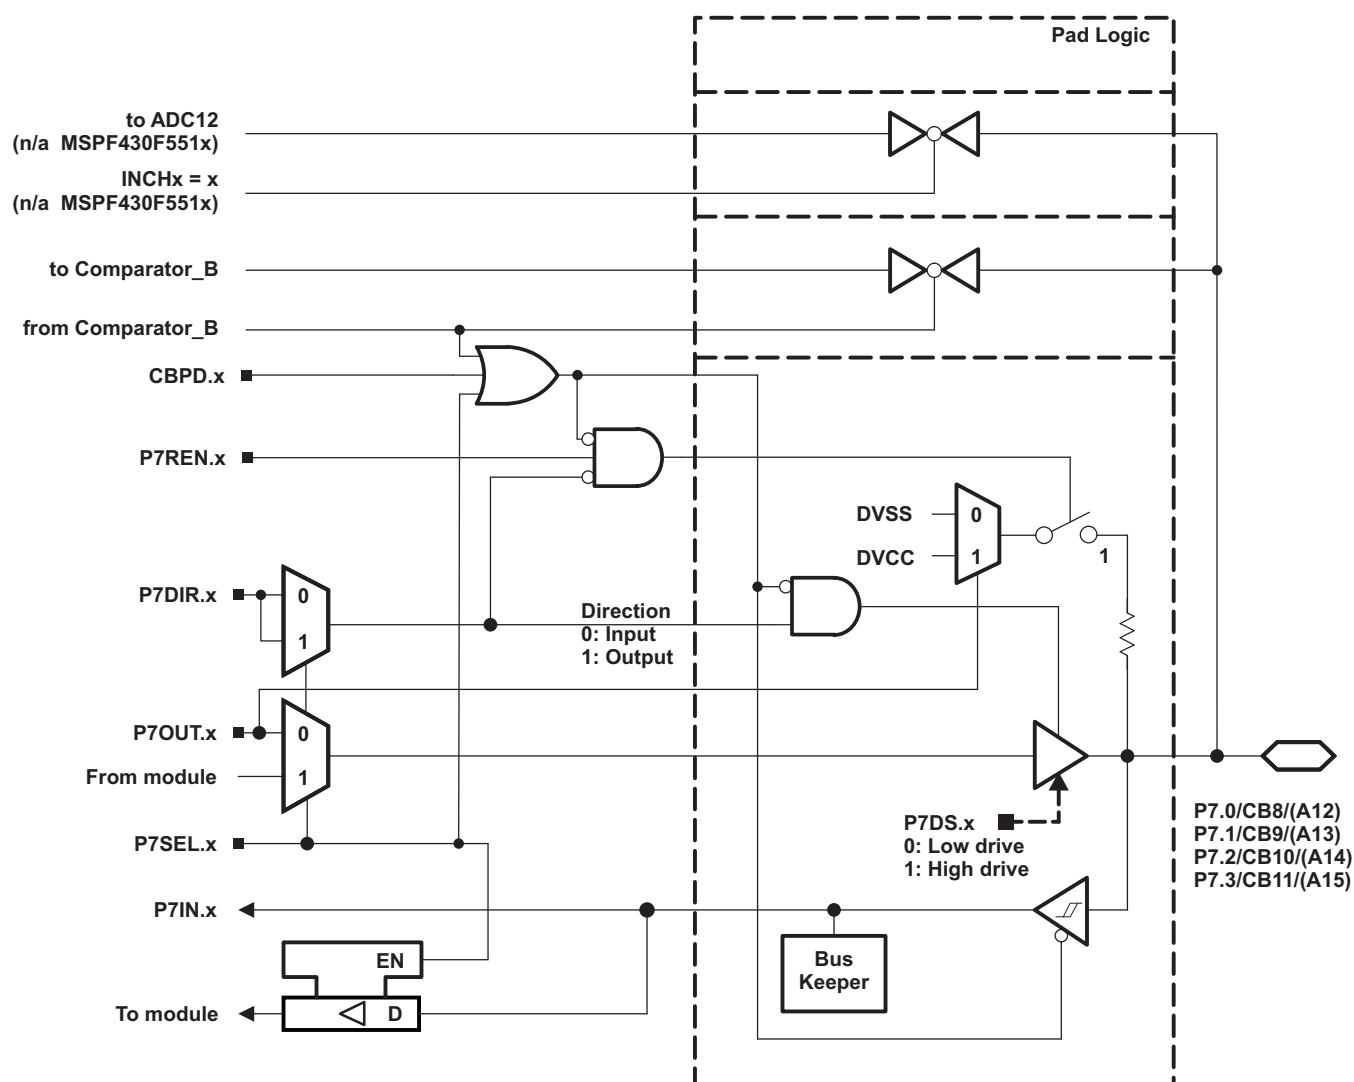 Pad Logic
to ADC12
(n/a MSPF430F551x)
INCHx = x
(n/a MSPF430F551x)
to Comparator_B
from Comparator_B
CBPD.x
P7REN.x
DVSS
0
DVCC
1
1
P7DIR.x
0
1
Direction
0: Input
1: Output
P7OUT.x
0
From module
1
P7DS.x
0: Low drive
1: High drive
P7.0/CB8/(A12)
P7.1/CB9/(A13)
P7.2/CB10/(A14)
P7.3/CB11/(A15)
P7SEL.x
P7IN.x
EN
Bus
Keeper
To module
D